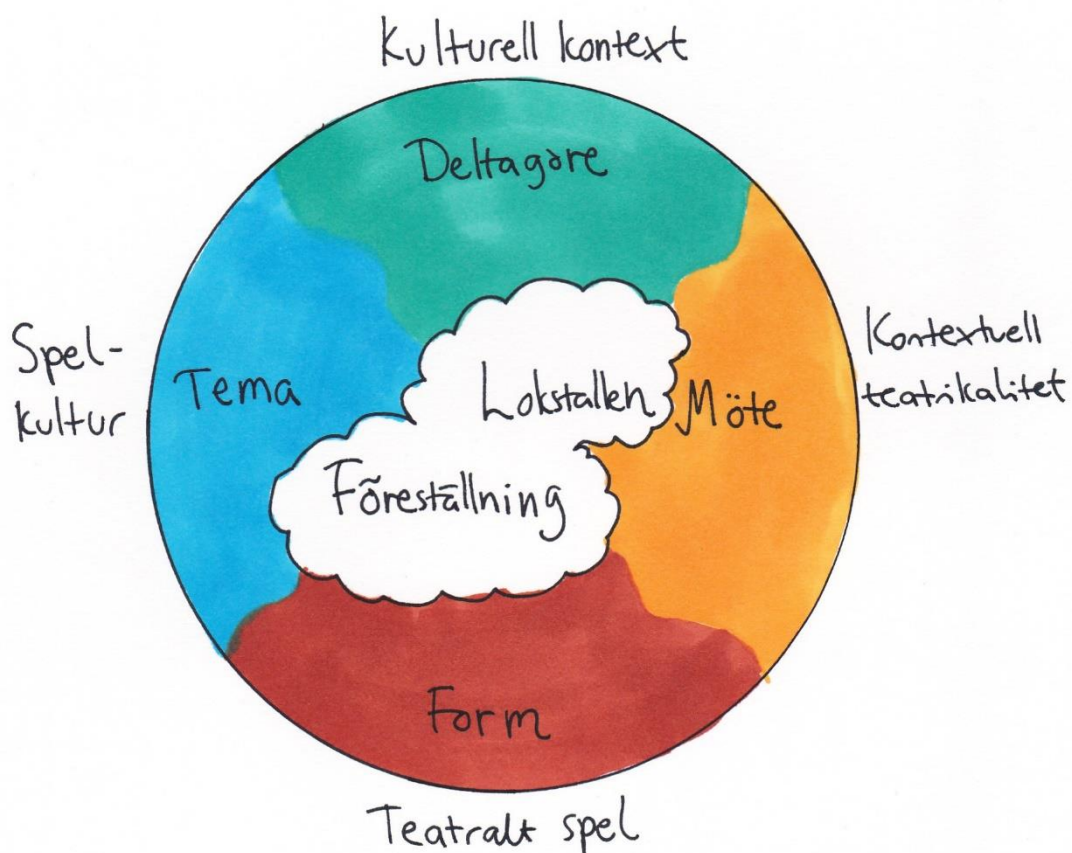 Kulturell kontext
Deltagare
Spel-
kultur
Tema
Lokstallen
Möte
Kontextuell
teatrikalitet
Föreställning
Form
Teatralt spel